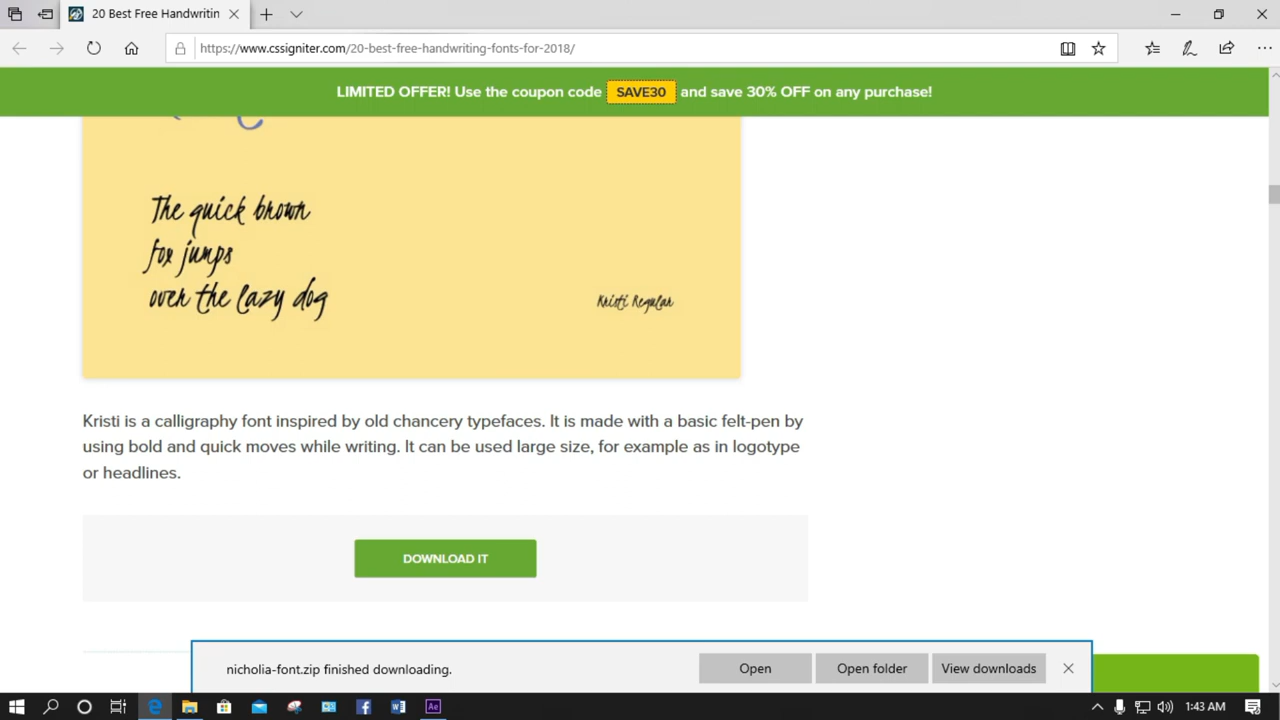 20 Best Free Handwritin
https://www.cssigniter.com/20-best-free-handwriting-fonts-for-2018/
LIMITED OFFER! Use the coupon code SAVE30 and save 30% OFF on any purchase!
The quick brown
fox jumps
over the lazy dog
Kristi Regular
Kristi is a calligraphy font inspired by old chancery typefaces. It is made with a basic felt-pen by
using bold and quick moves while writing. It can be used large size, for example as in logotype
or headlines.
DOWNLOAD IT
nicholia-font.zip finished downloading.
Open
Open folder
View downloads
Ae
1:43 AM